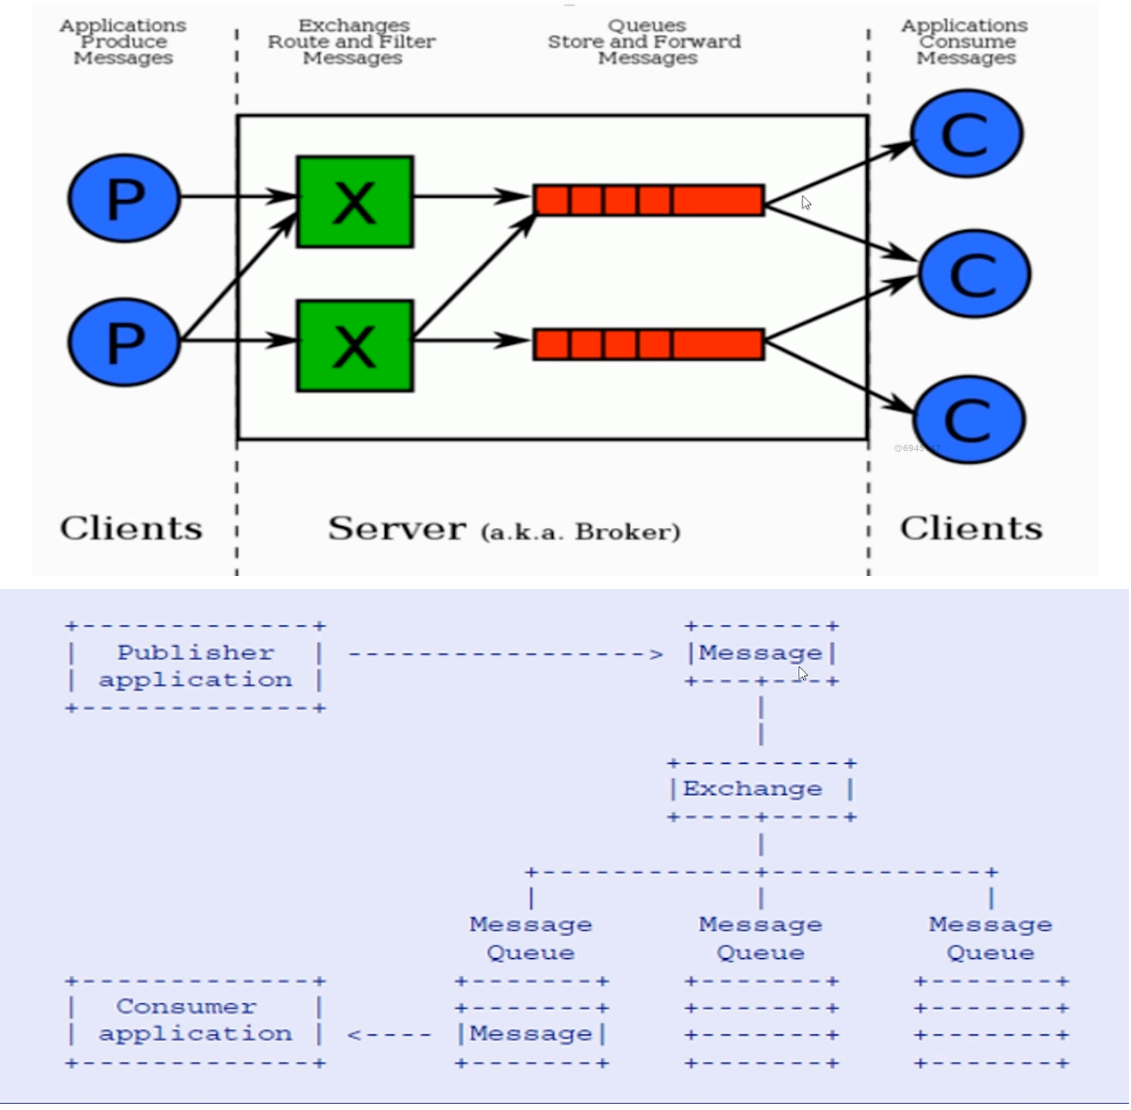 Applications
Produce
Messages
Exchanges
Route and Filter
Messages
Queues
Store and Forward
Messages
Applications
Consume
Messages
P
X
C
C
P
X
C
Clients
Server (a.k.a. Broker)
Clients
+-------------+
+-------+
| Publisher | -----------------> |Message|
| application |
+---+---+
+-------------+
|
|
+---------+
|Exchange |
+----+----+
|
+------------+------------+
| | |
Message Message Message
Queue Queue Queue
+-------------+ +-------+ +-------+ +-------+
| Consumer | +-------+ +-------+ +-------+
| application | <---- |Message| +-------+ +-------+
+-------------+ +-------+ +-------+ +-------+